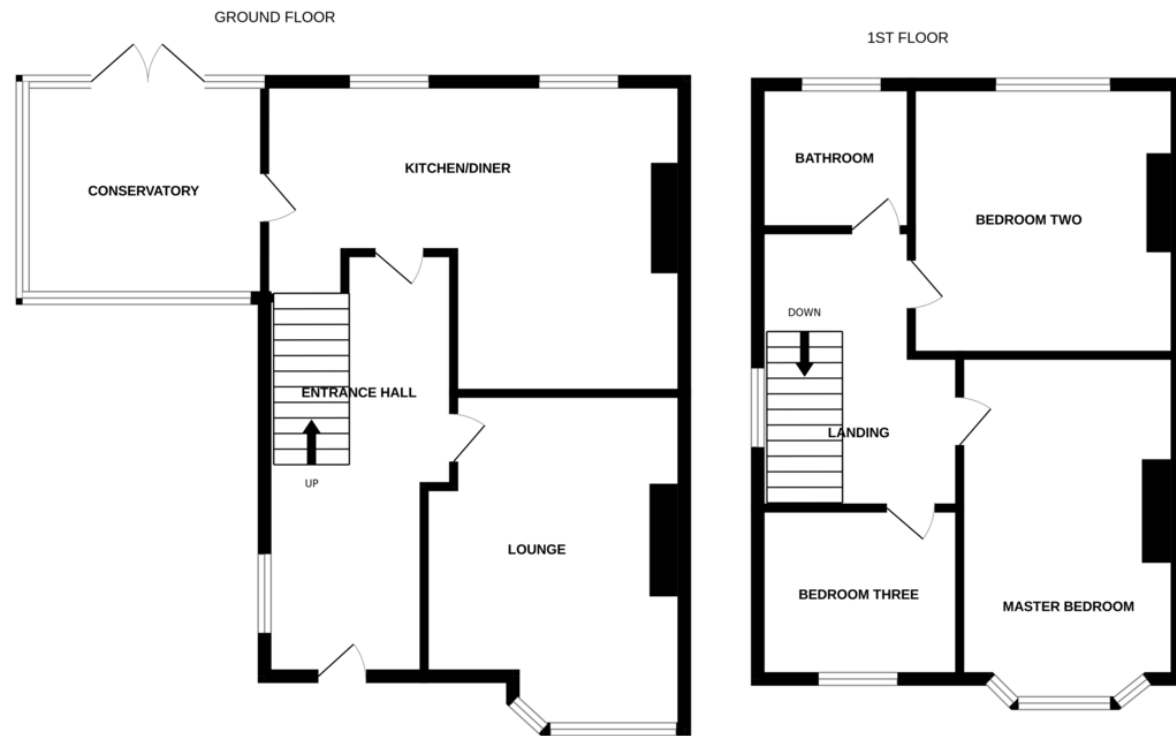 GROUND FLOOR
CONSERVATORY
KITCHEN/DINER
ENTRANCE HALL
UP
LOUNGE
1ST FLOOR
BATHROOM
BEDROOM TWO
DOWN
LANDING
BEDROOM THREE
MASTER BEDROOM